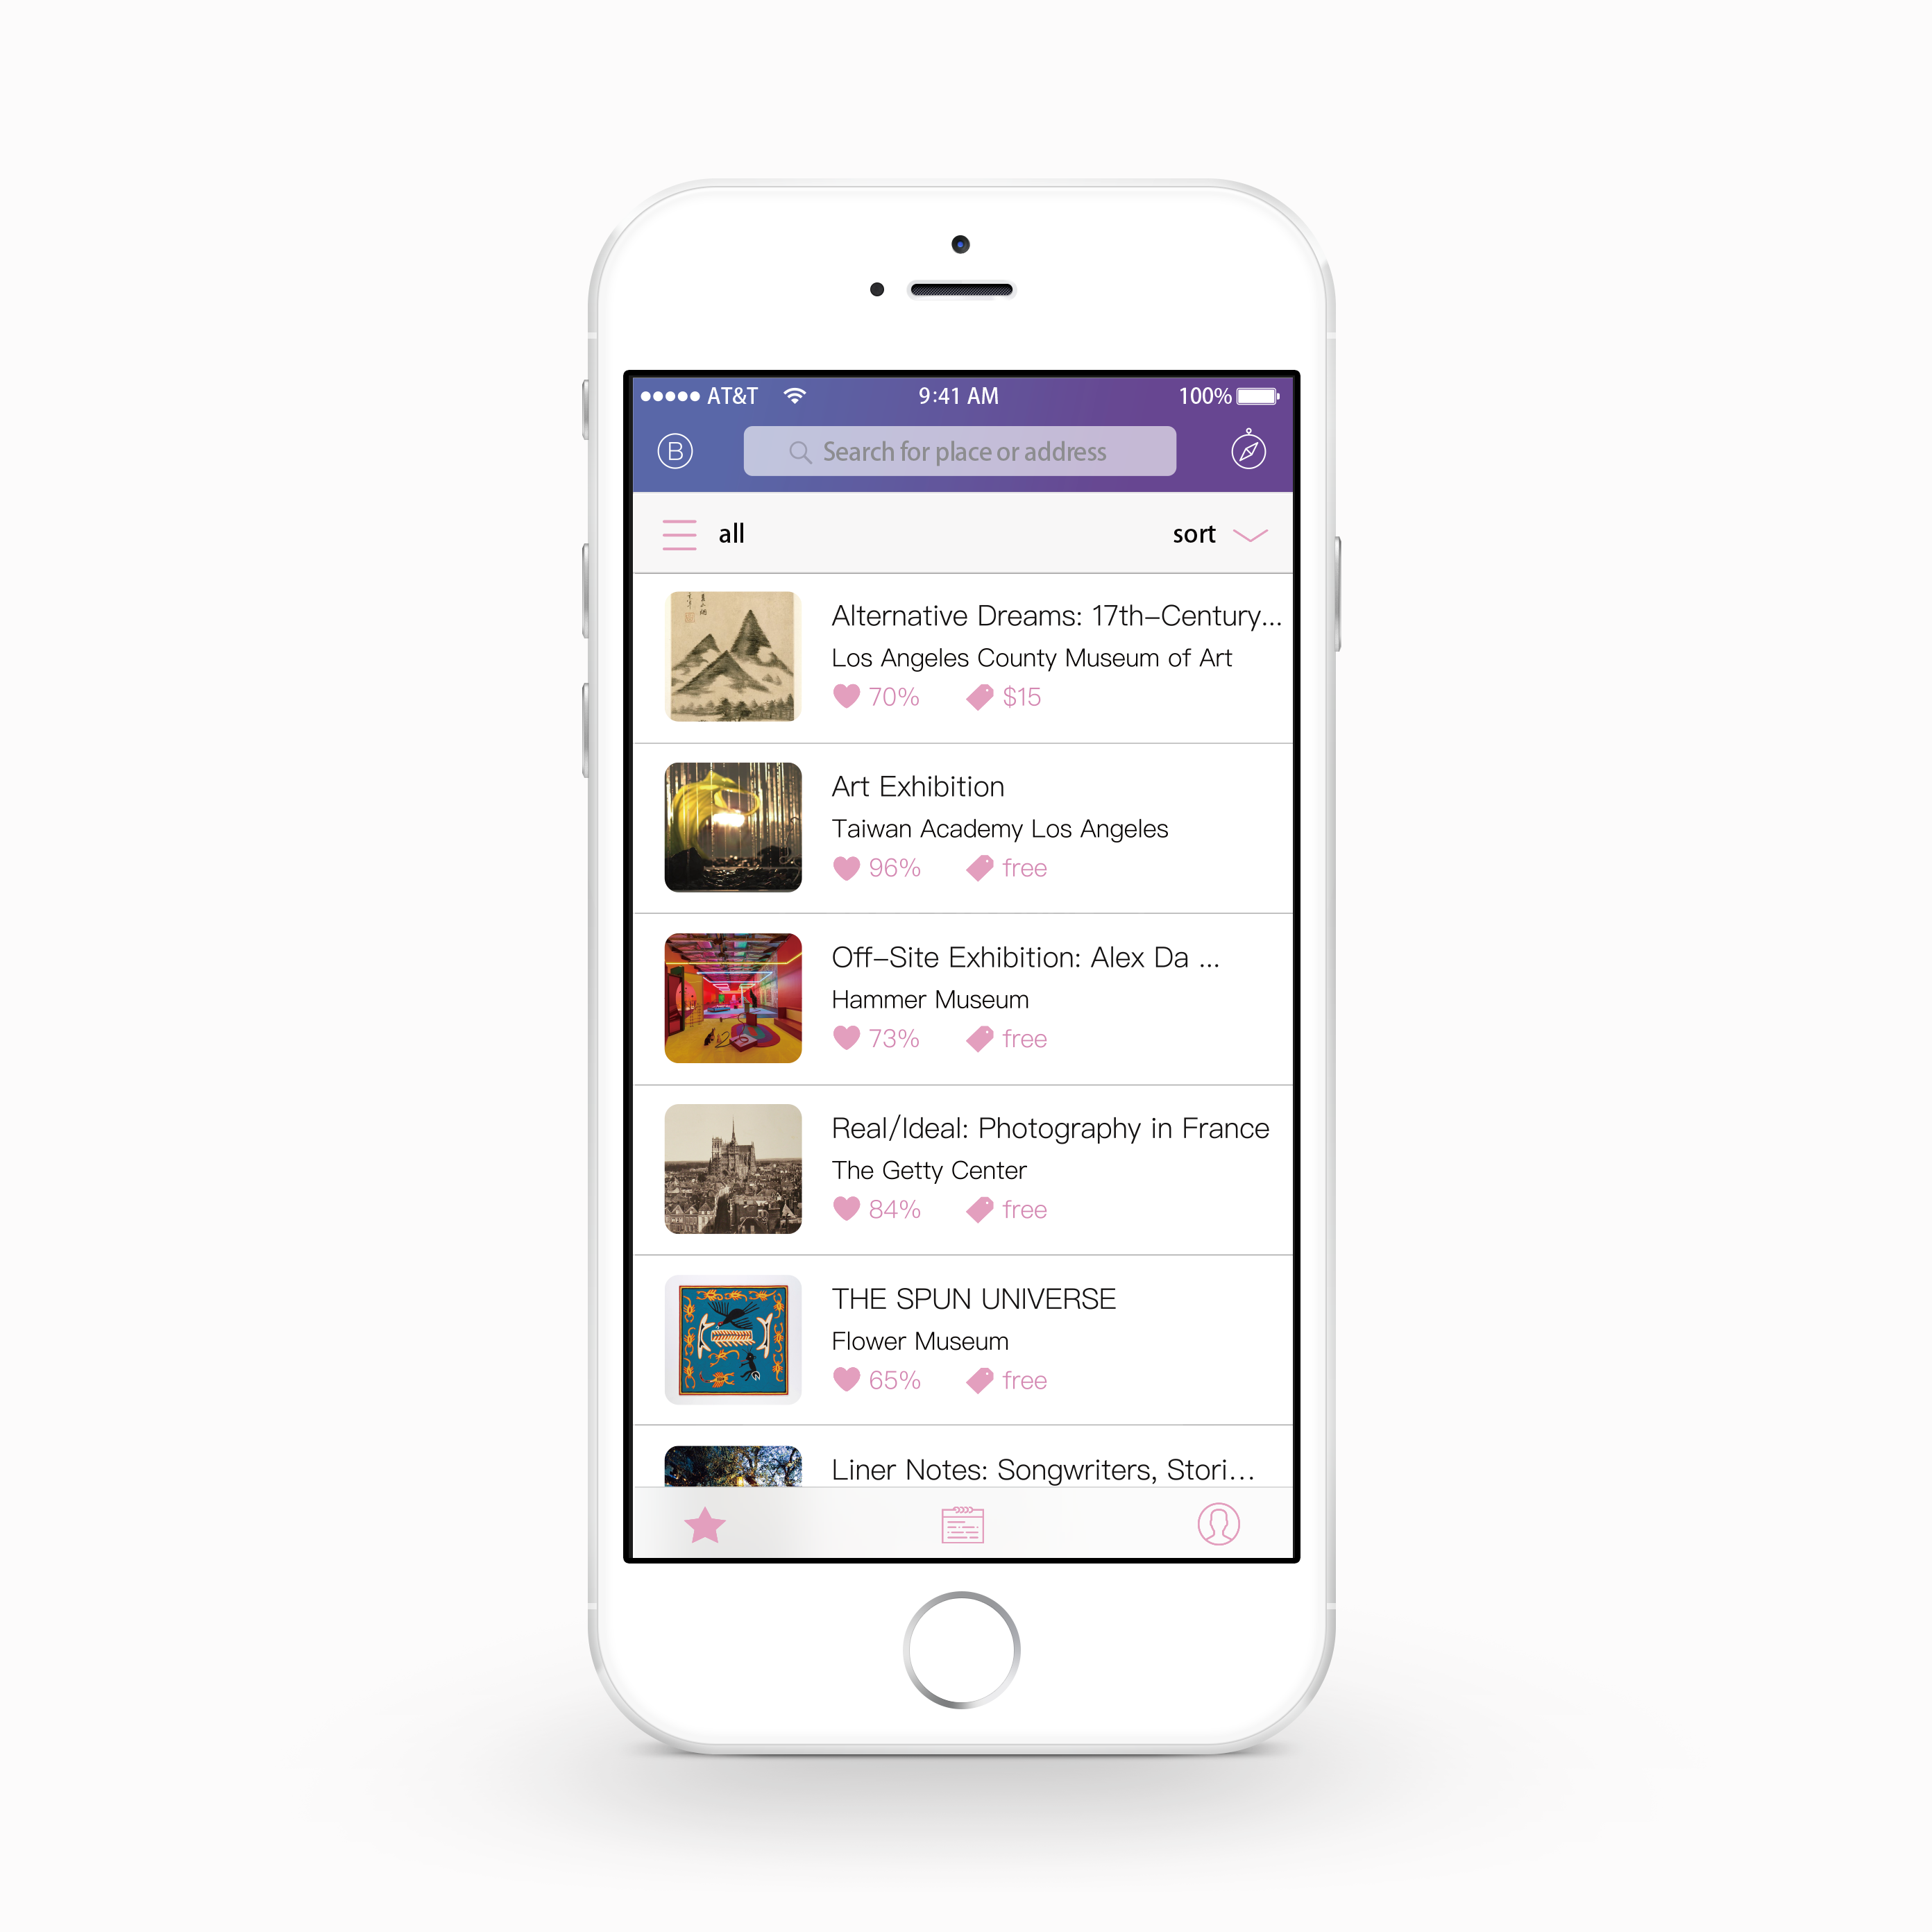 AT&T 9:41 AM 100%
B Search for place or address
all sort
Alternative Dreams: 17th-Century...
Los Angeles County Museum of Art
70% $15
Art Exhibition
Taiwan Academy Los Angeles
96% free
Off-Site Exhibition: Alex Da ...
Hammer Museum
73% free
Real/Ideal: Photography in France
The Getty Center
84% free
THE SPUN UNIVERSE
Flower Museum
65% free
Liner Notes: Songwriters, Stori...